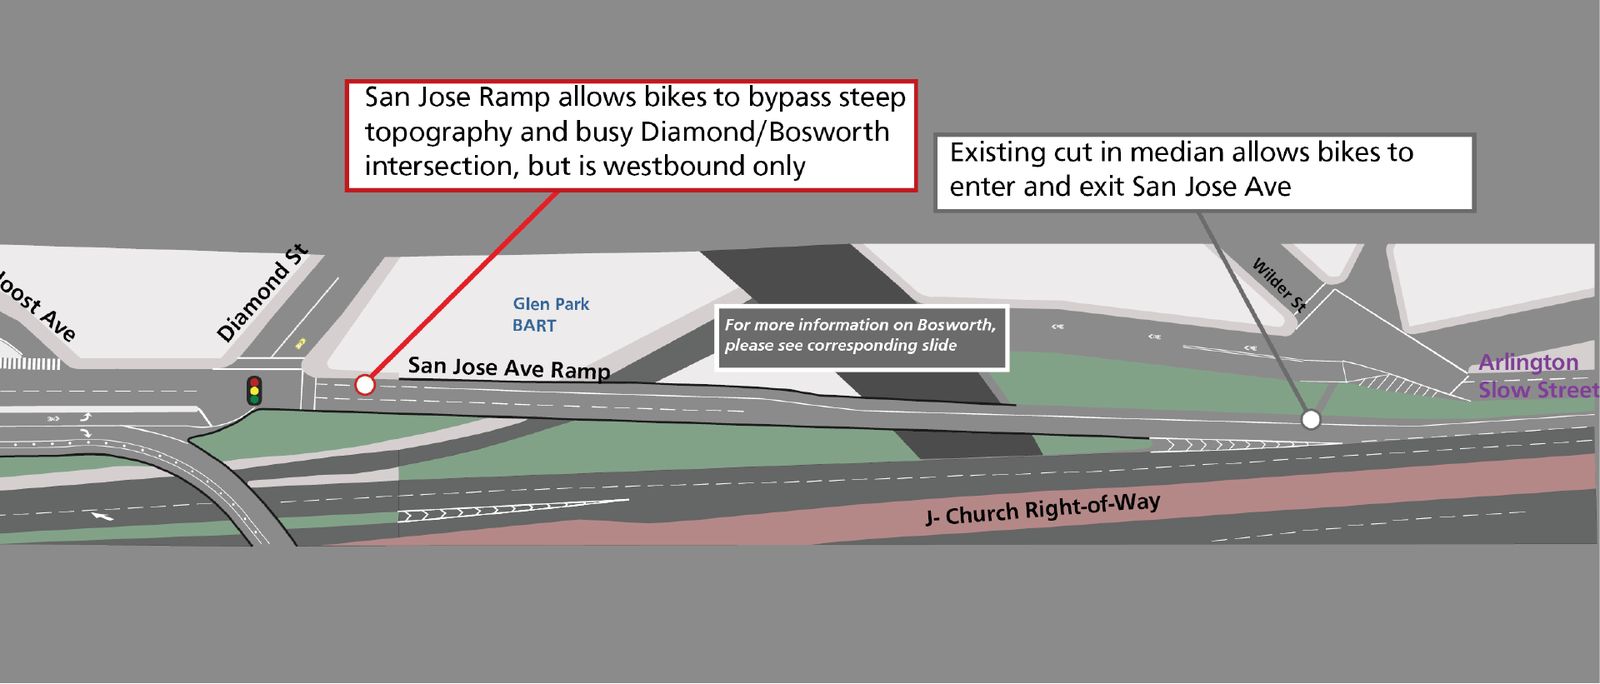 San Jose Ramp allows bikes to bypass steep
topography and busy Diamond/Bosworth
intersection, but is westbound only
Existing cut in median allows bikes to
enter and exit San Jose Ave
Joost Ave
Diamond St
Glen Park
BART
San Jose Ave Ramp
For more information on Bosworth,
please see corresponding slide
Wilder St
Arlington
Slow Street
J- Church Right-of-Way